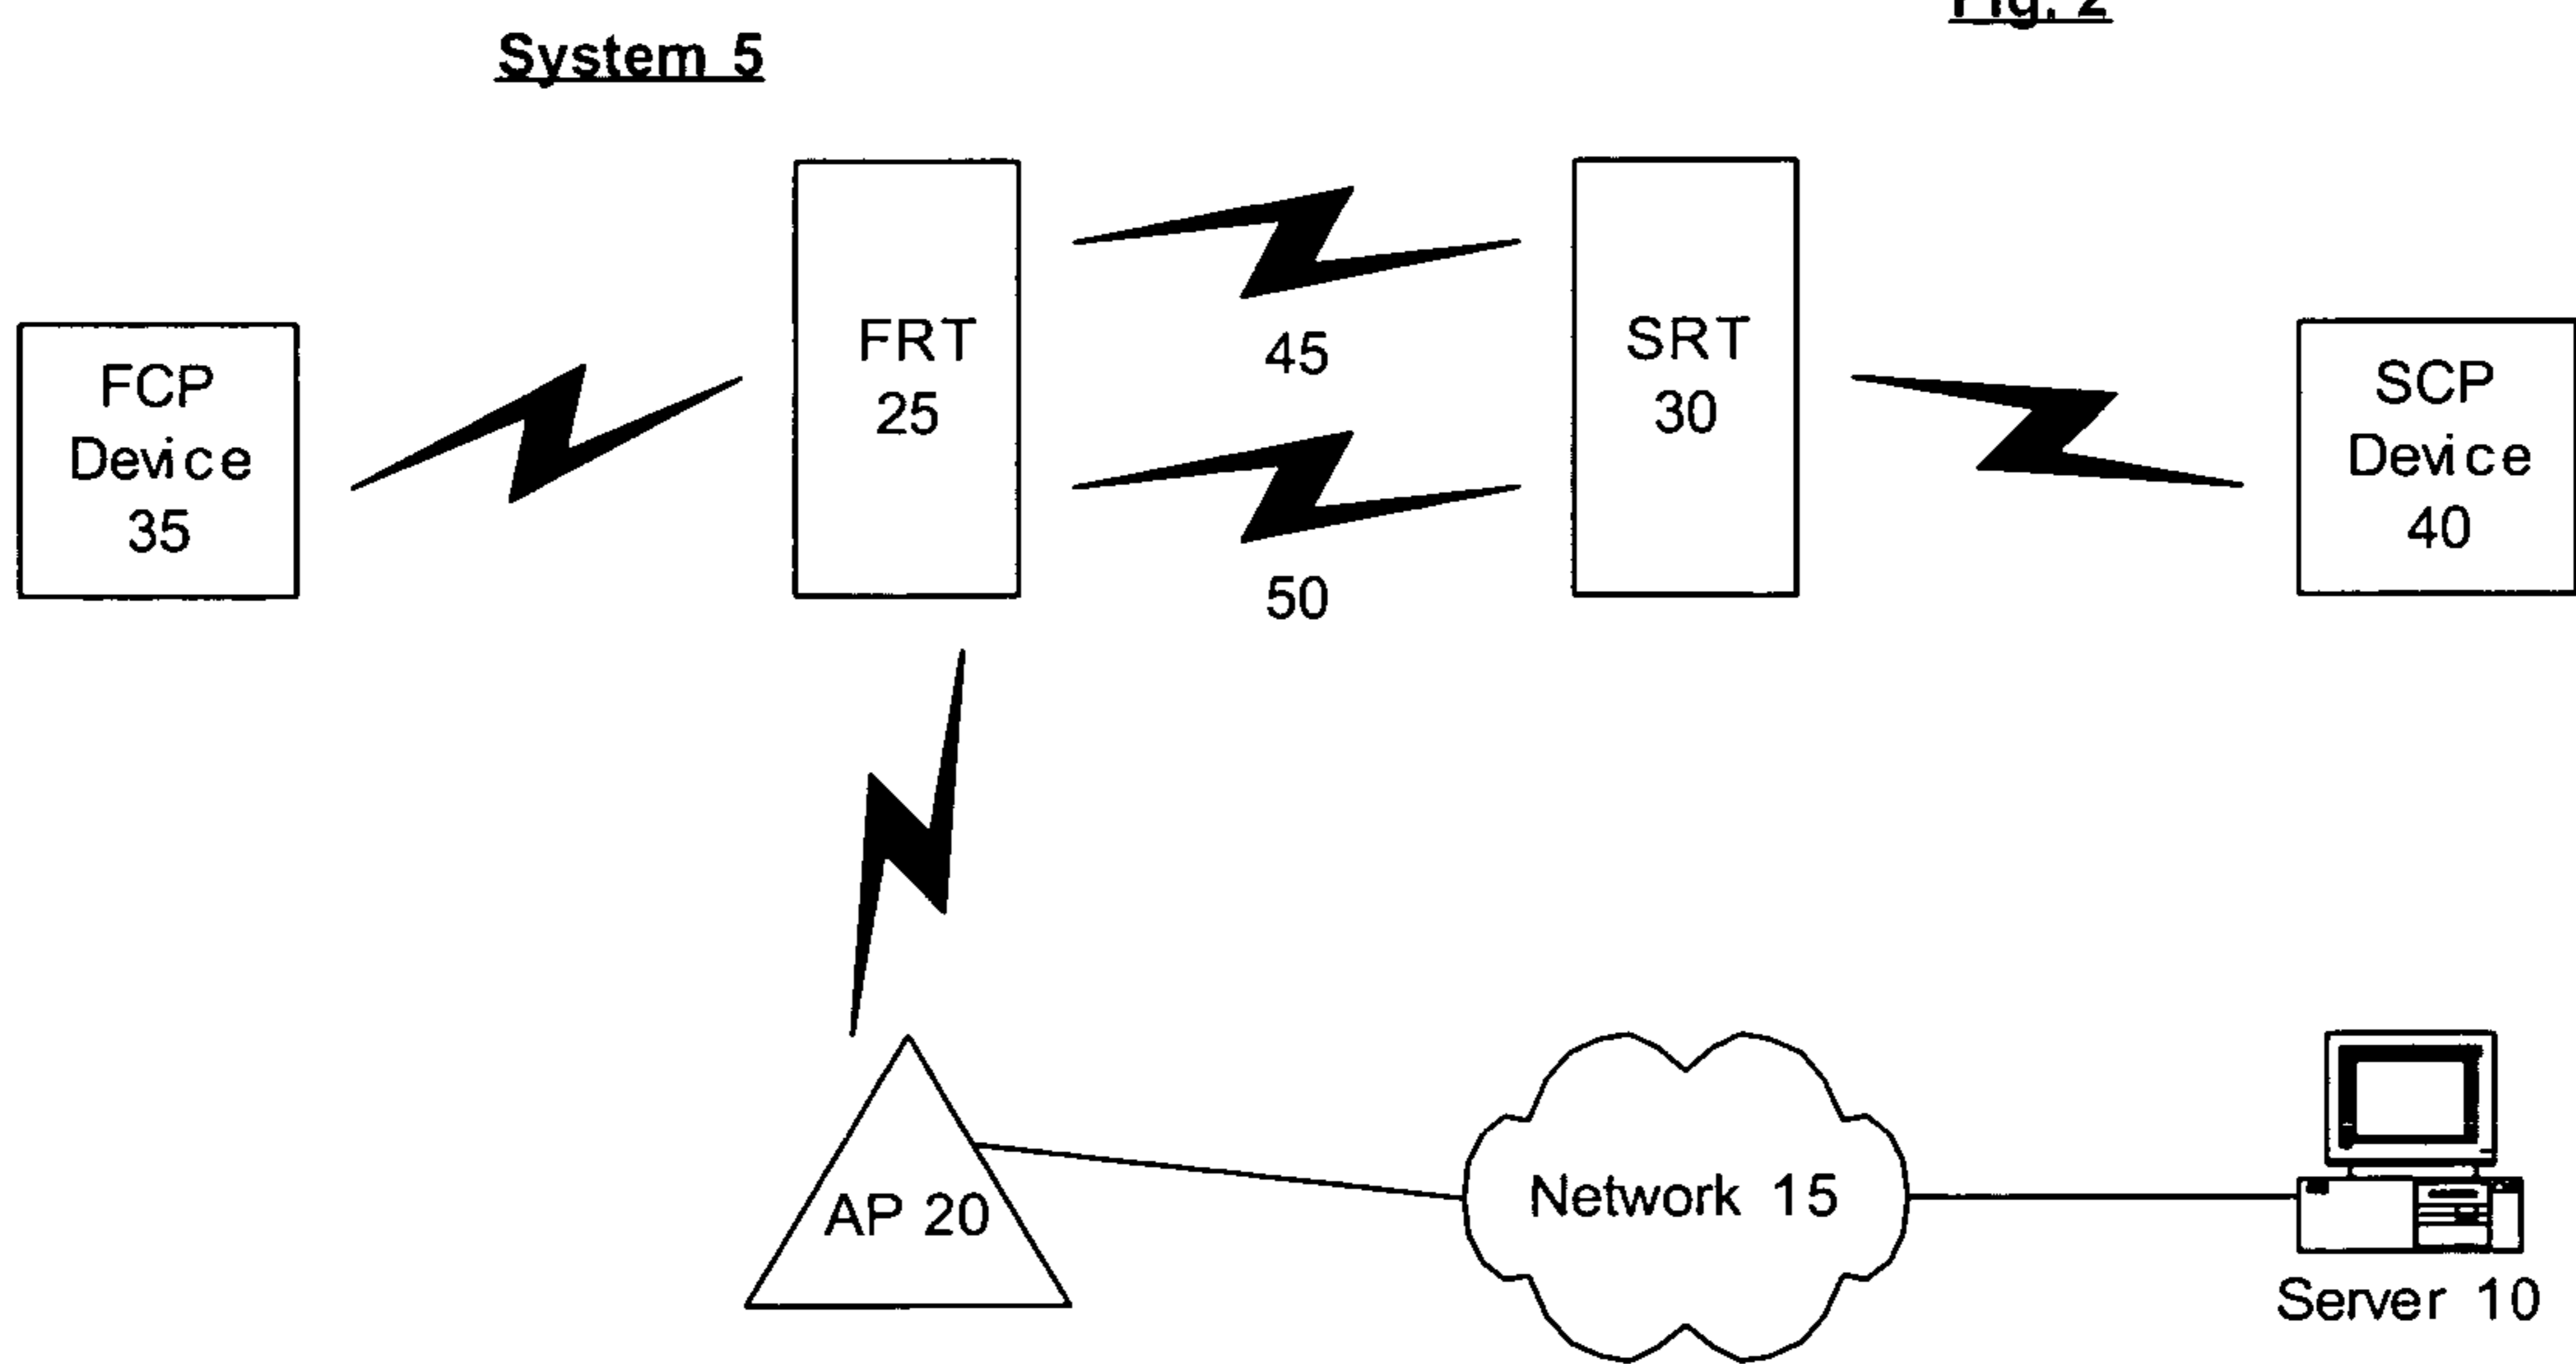 Fig. 2
System 5
FRT
25
45
50
SRT
30
FCP
Device
35
SCP
Device
40
AP 20
Network 15
Server 10